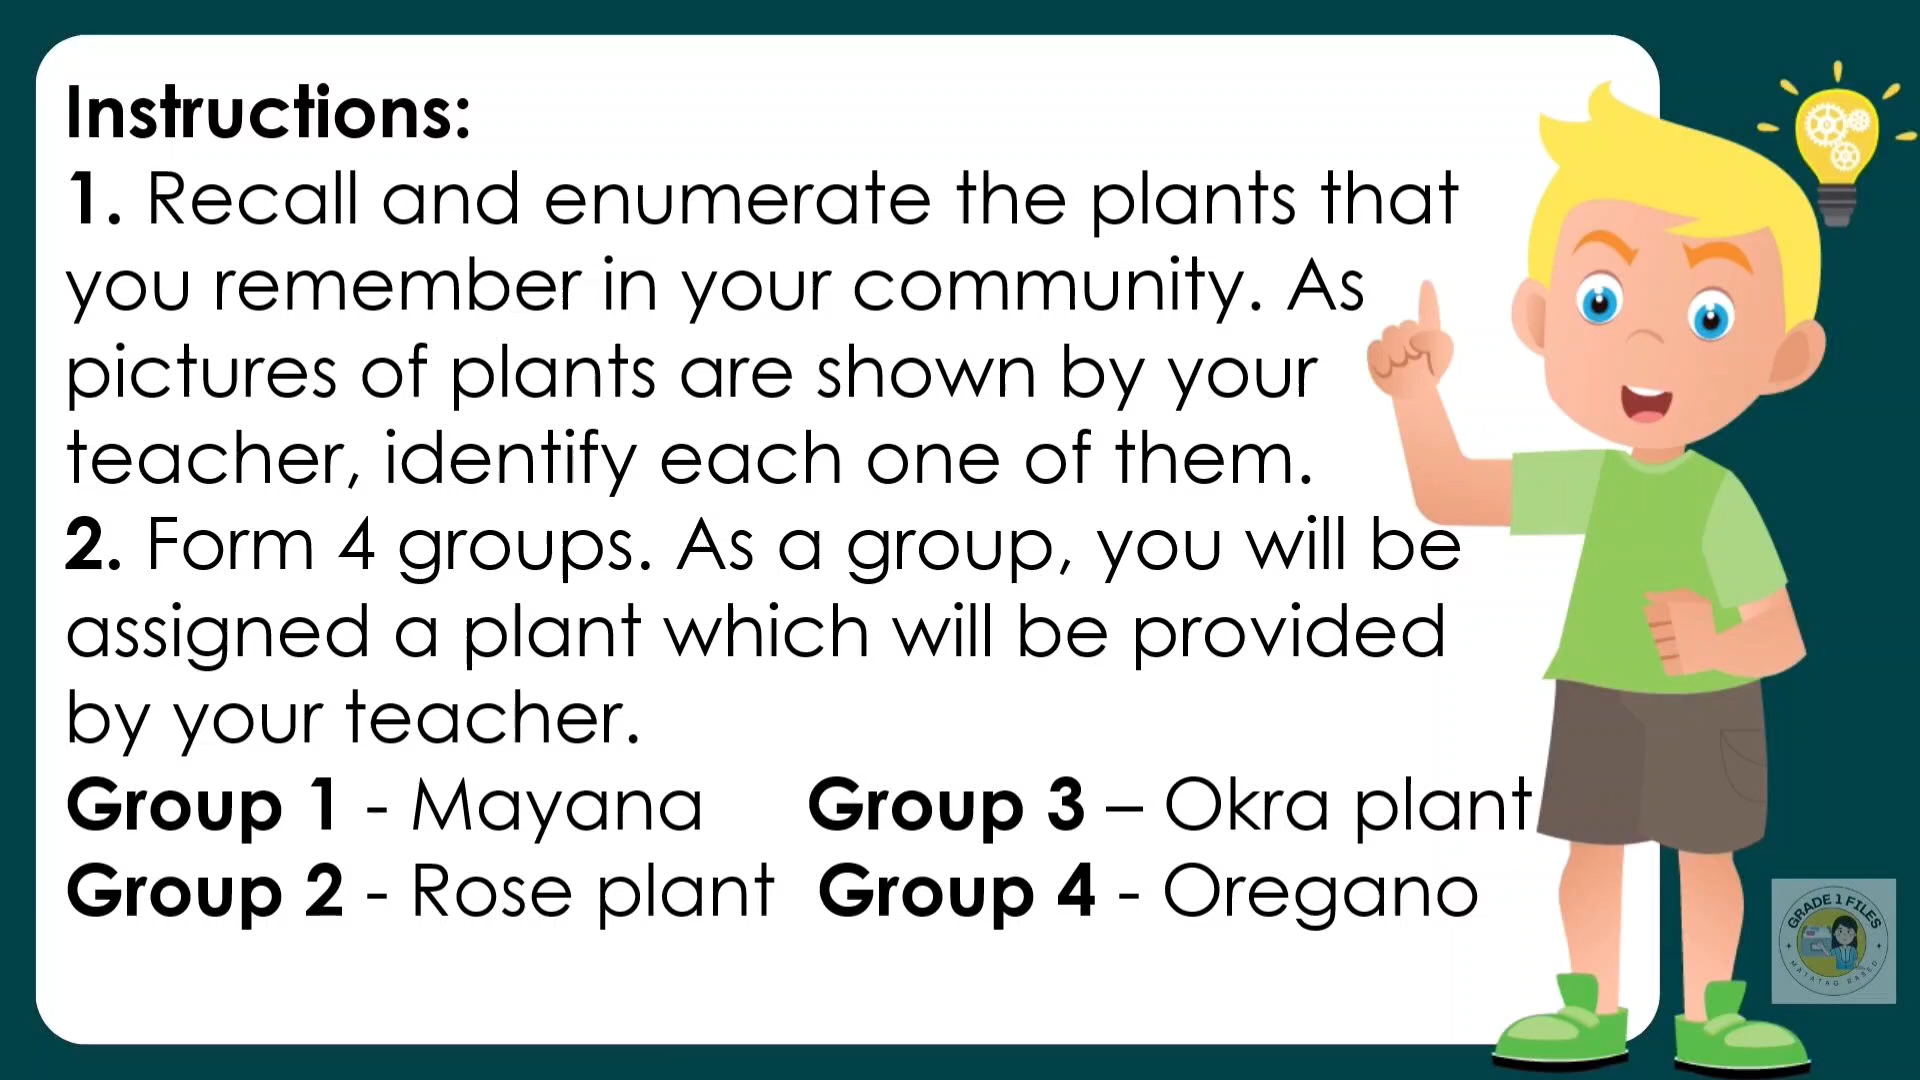 Instructions:
1. Recall and enumerate the plants that
you remember in your community. As
pictures of plants are shown by your
teacher, identify each one of them.
2. Form 4 groups. As a group, you will be
assigned a plant which will be provided
by your teacher.
Group 1 - Mayana Group 3 – Okra plant
Group 2 - Rose plant Group 4 - Oregano
GRADE 1 FILES
MATATAG BASED